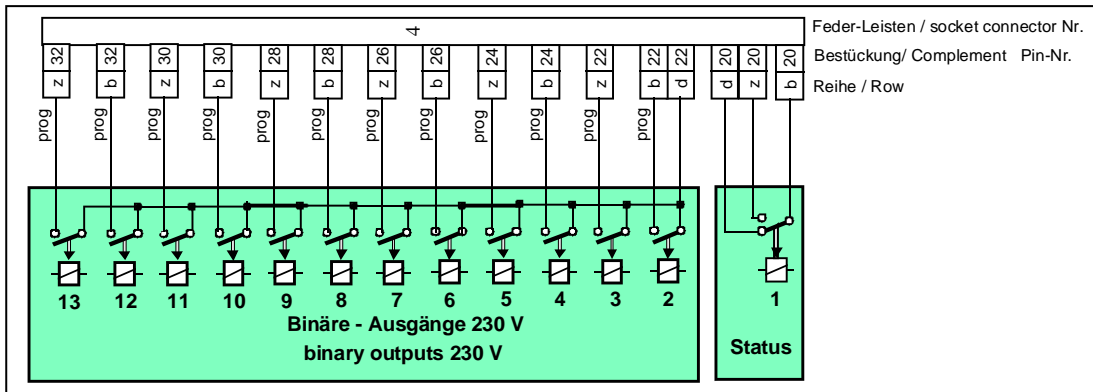 4 Feder-Leisten / socket connector Nr.
32 32 30 30 28 28 26 26 24 24 22 22 22 20 20 20 Bestückung/ Complement Pin-Nr.
z b z b z b z b z b z b d d z b Reihe / Row
prog prog prog prog prog prog prog prog prog prog prog prog
13 12 11 10 9 8 7 6 5 4 3 2 1
Binäre - Ausgänge 230 V
binary outputs 230 V
Status